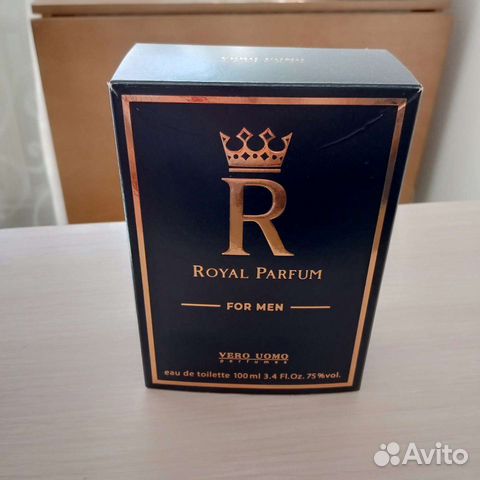 R
ROYAL PARFUM
FOR MEN
VERO UOMO
perfumes
eau de toilette 100 ml 3.4 Fl.Oz. 75%vol.
Avito